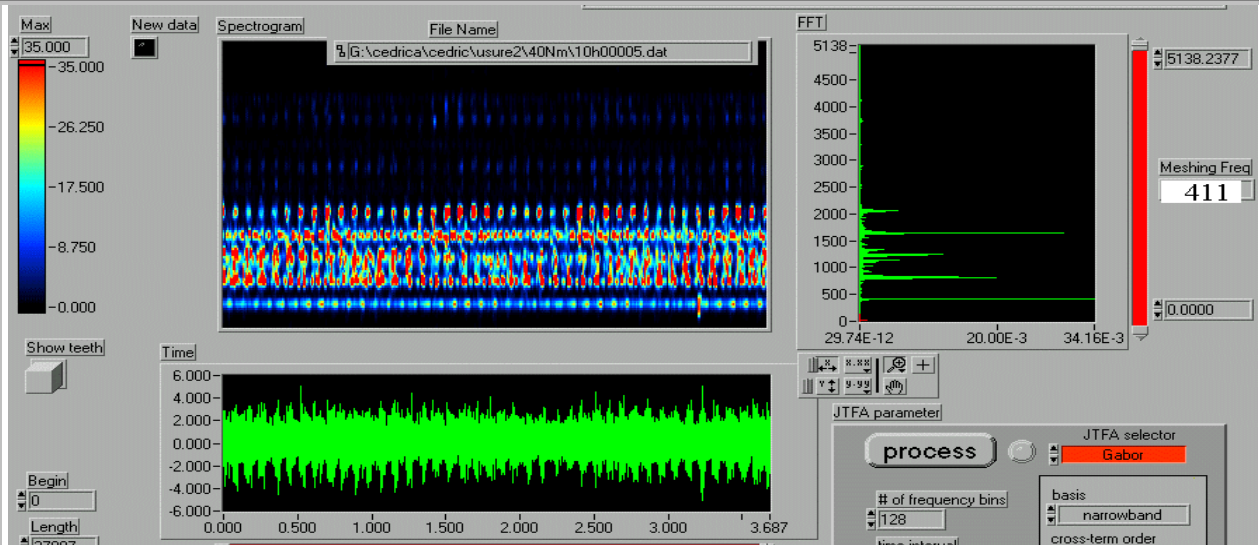 Max
35.000
35.000
26.250
17.500
8.750
0.000
New data
Spectrogram
File Name
G:\cedrica\cedric\usure2\40Nm\10h00005.dat
FFT
5138
4500
4000
3500
3000
2500
2000
1500
1000
500
0
29.74E-12
20.00E-3
34.16E-3
5138.2377
Meshing Freq
411
0.0000
Show teeth
Time
6.000
4.000
2.000
0.000
-2.000
-4.000
-6.000
0.000
0.500
1.000
1.500
2.000
2.500
3.000
3.687
Begin
0
Length
x.xx
y.yy
JTFA parameter
process
JTFA selector
Gabor
# of frequency bins
128
time interval
basis
narrowband
cross-term order